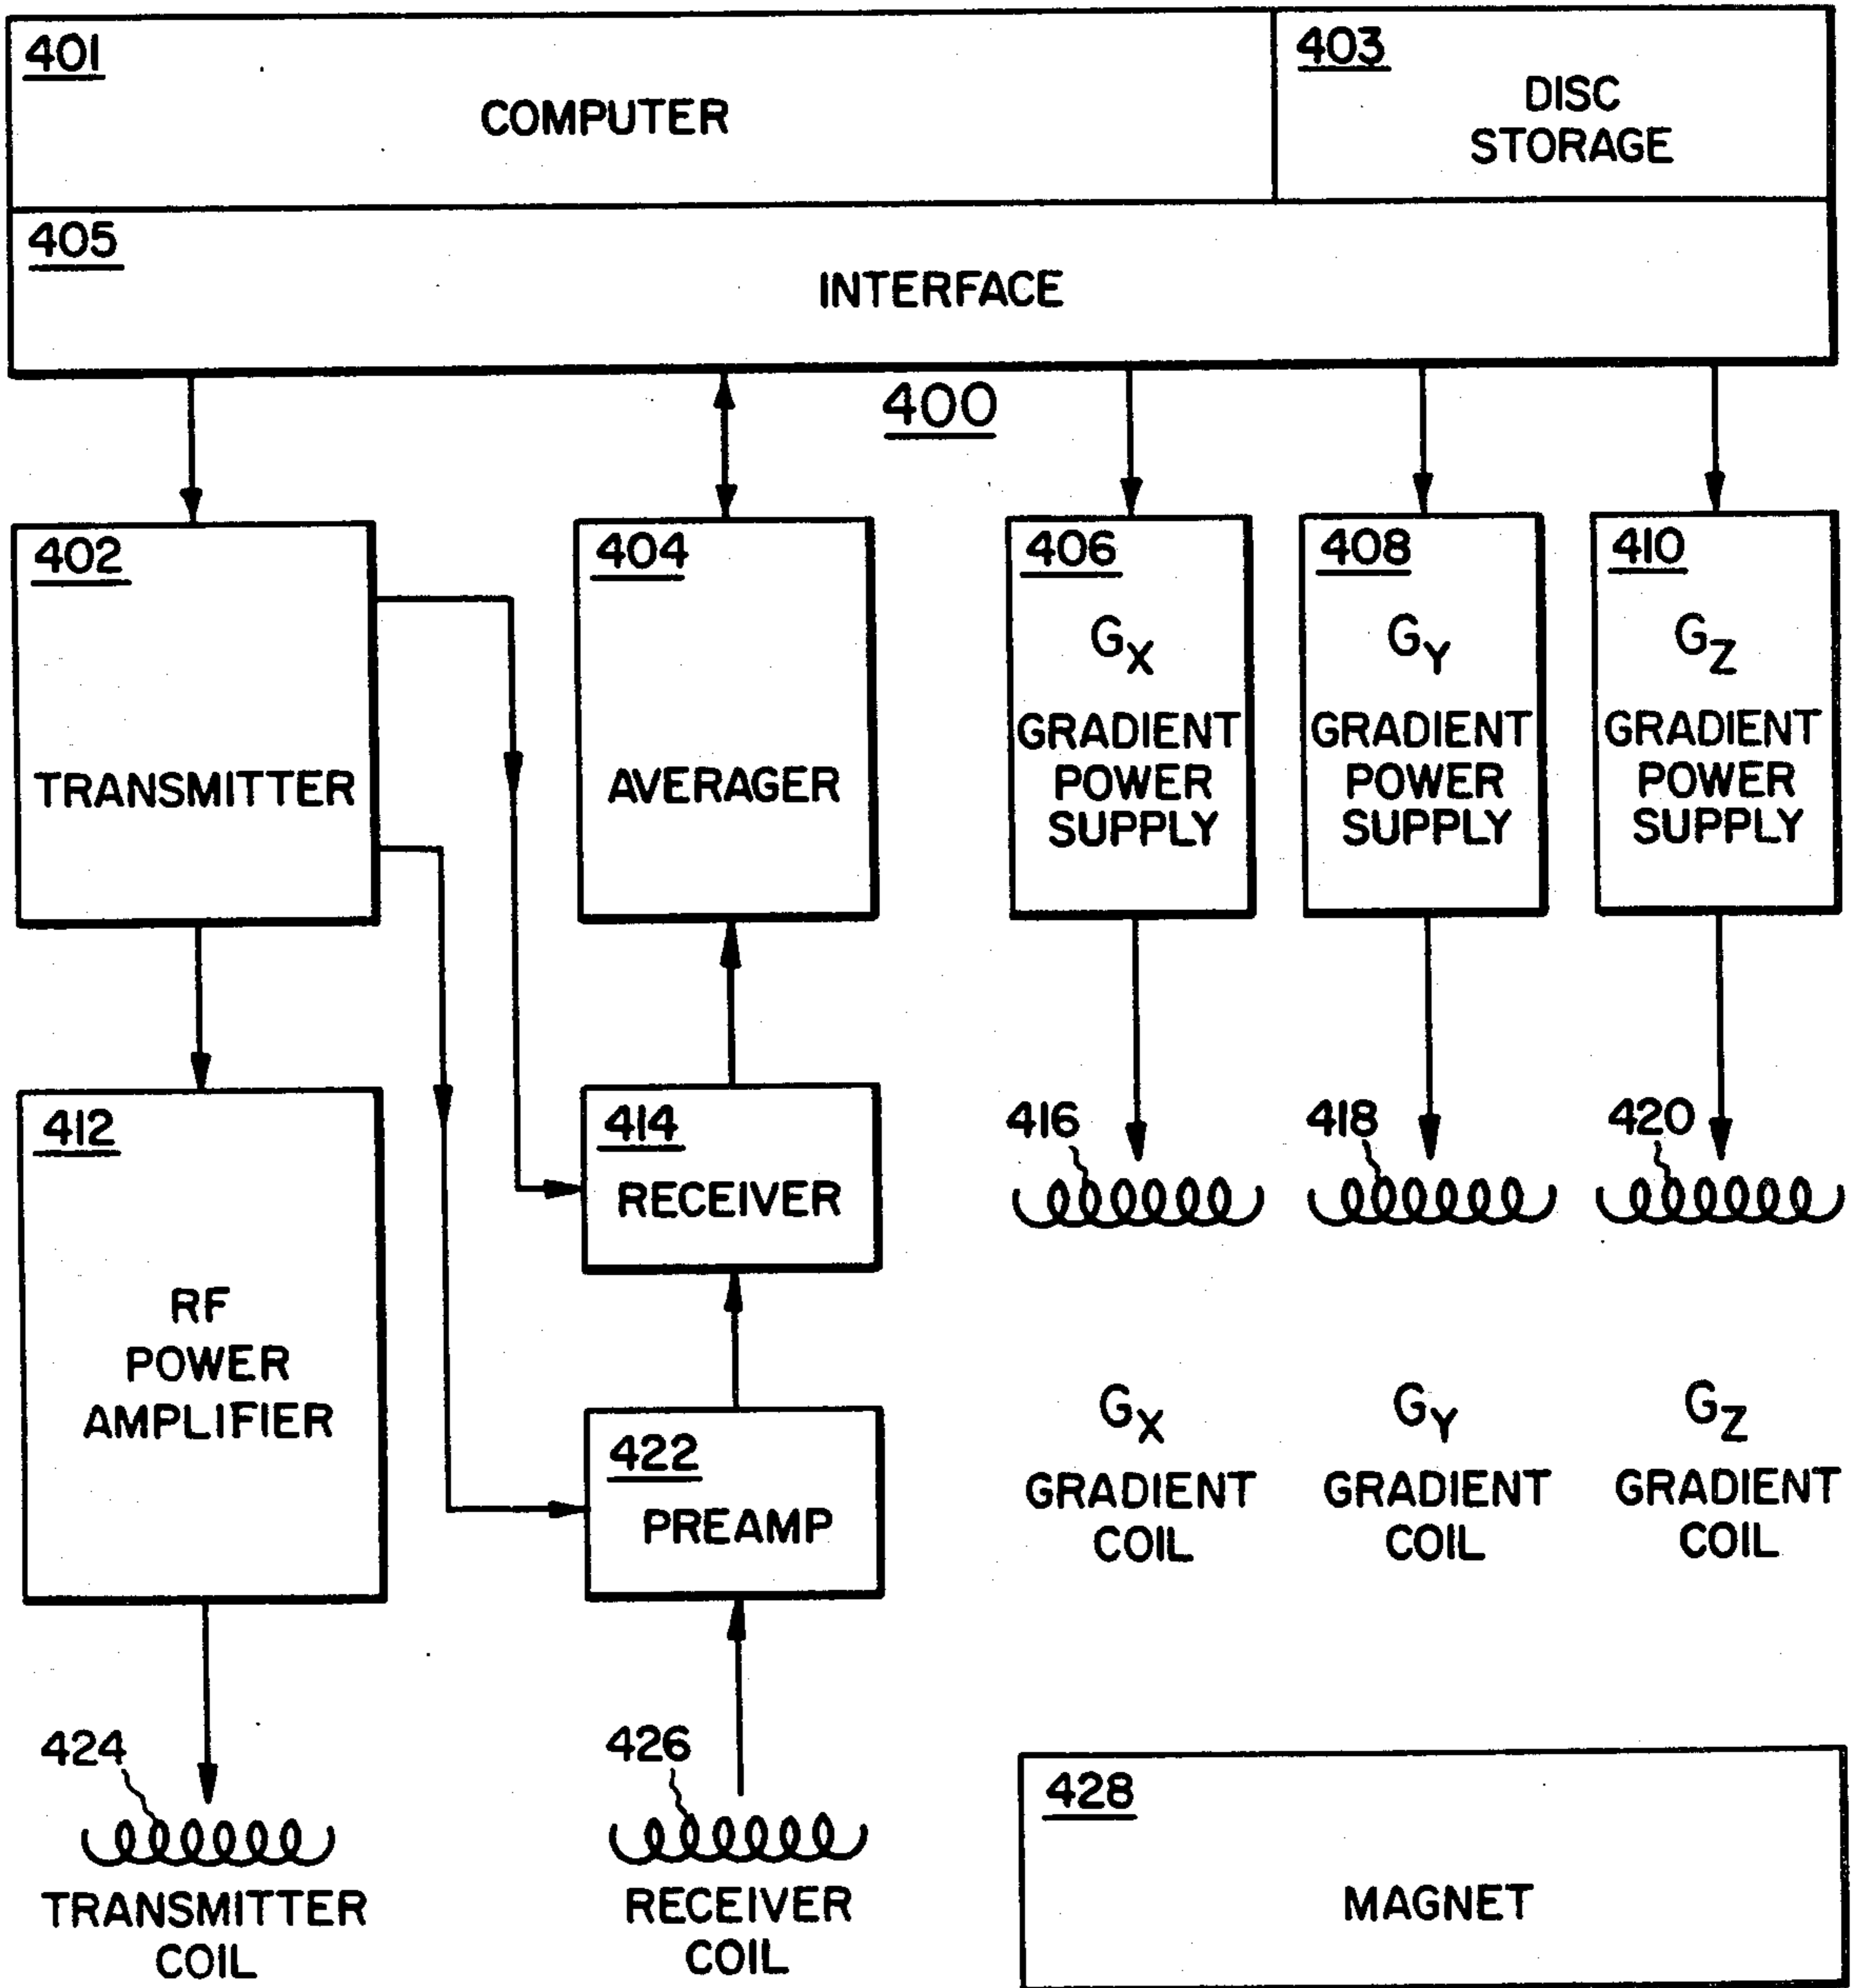 401
COMPUTER
403
DISC
STORAGE
405
INTERFACE
400
402
TRANSMITTER
404
AVERAGER
406
GX
GRADIENT
POWER
SUPPLY
408
GY
GRADIENT
POWER
SUPPLY
410
GZ
GRADIENT
POWER
SUPPLY
412
RF
POWER
AMPLIFIER
414
RECEIVER
416
418
420
422
PREAMP
GX
GRADIENT
COIL
GY
GRADIENT
COIL
GZ
GRADIENT
COIL
424
TRANSMITTER
COIL
426
RECEIVER
COIL
428
MAGNET